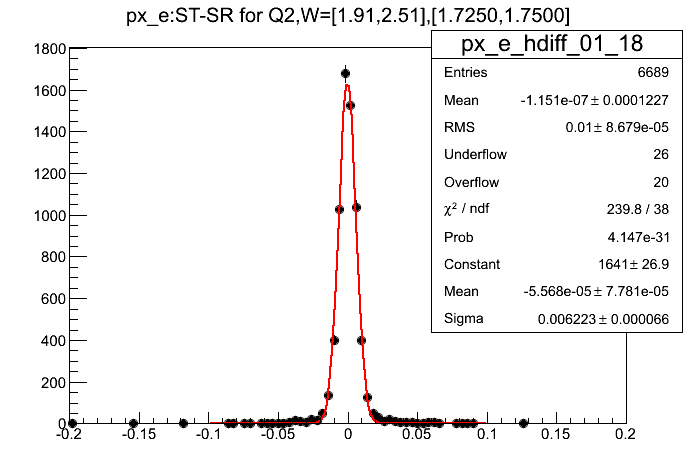 px_e:ST-SR for Q2,W=[1.91,2.51],[1.7250,1.7500]
px_e_hdiff_01_18
Entries 6689
Mean -1.151e-07 ± 0.0001227
RMS 0.01 ± 8.679e-05
Underflow 26
Overflow 20
χ² / ndf 239.8 / 38
Prob 4.147e-31
Constant 1641 ± 26.9
Mean -5.568e-05 ± 7.781e-05
Sigma 0.006223 ± 0.000066
1800
1600
1400
1200
1000
800
600
400
200
0
-0.2 -0.15 -0.1 -0.05 0 0.05 0.1 0.15 0.2